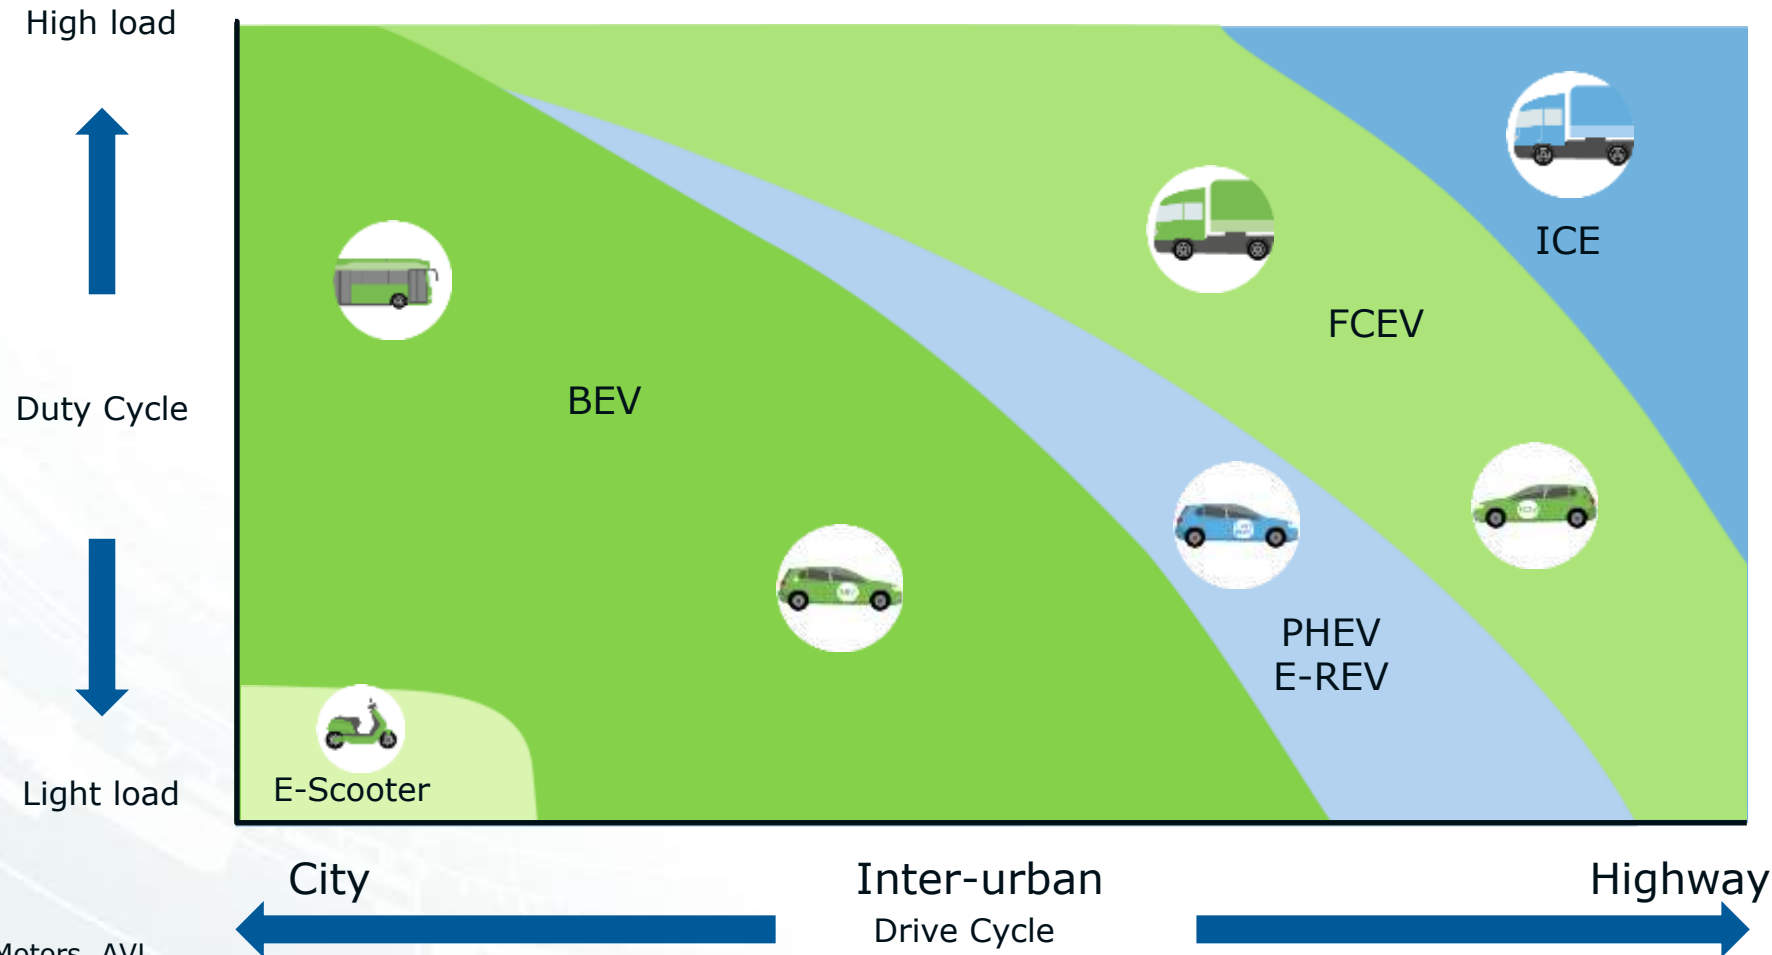 High load
ICE
FCEV
BEV
Duty Cycle
PHEV
E-REV
E-Scooter
Light load
City
Inter-urban
Highway
Drive Cycle